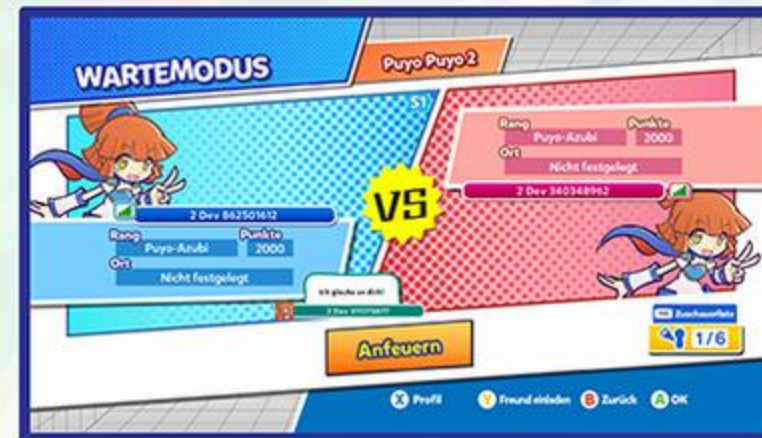 WARTEMODUS
Puyo Puyo 2
S1
2 Dev 862501612
Rang Punkte
Puyo-Azubi 2000
Ort
Nicht festgelegt
VS
Rang Punkte
Puyo-Azubi 2000
Ort
Nicht festgelegt
2 Dev 340348962
Ich glaube an dich!
2 Dev
Anfeuern
Zuschauerliste
1/6
X Profil
Y Freund einladen
B Zurück
A OK